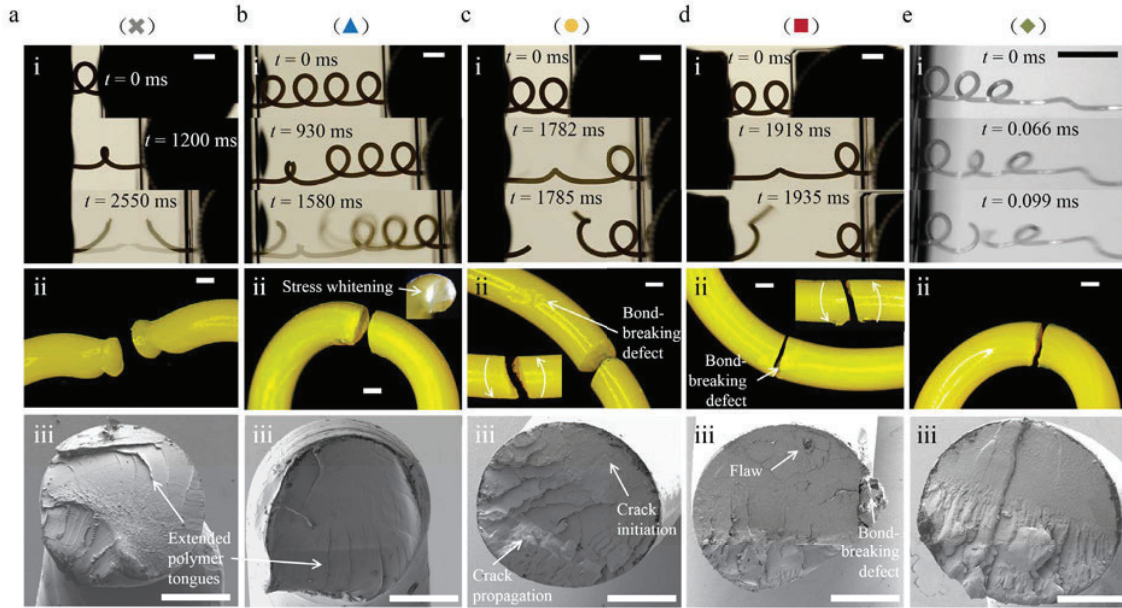 a
b
c
d
e
(✖)
(▲)
(●)
(■)
(◆)
i
t = 0 ms
t = 1200 ms
t = 2550 ms
i
t = 0 ms
t = 930 ms
t = 1580 ms
i
t = 0 ms
t = 1782 ms
t = 1785 ms
i
t = 0 ms
t = 1918 ms
t = 1935 ms
i
t = 0 ms
t = 0.066 ms
t = 0.099 ms
ii
ii
Stress whitening
ii
Bond-
breaking
defect
ii
Bond-
breaking
defect
ii
iii
Extended
polymer
tongues
iii
iii
Crack
initiation
Crack
propagation
iii
Flaw
Bond-
breaking
defect
iii